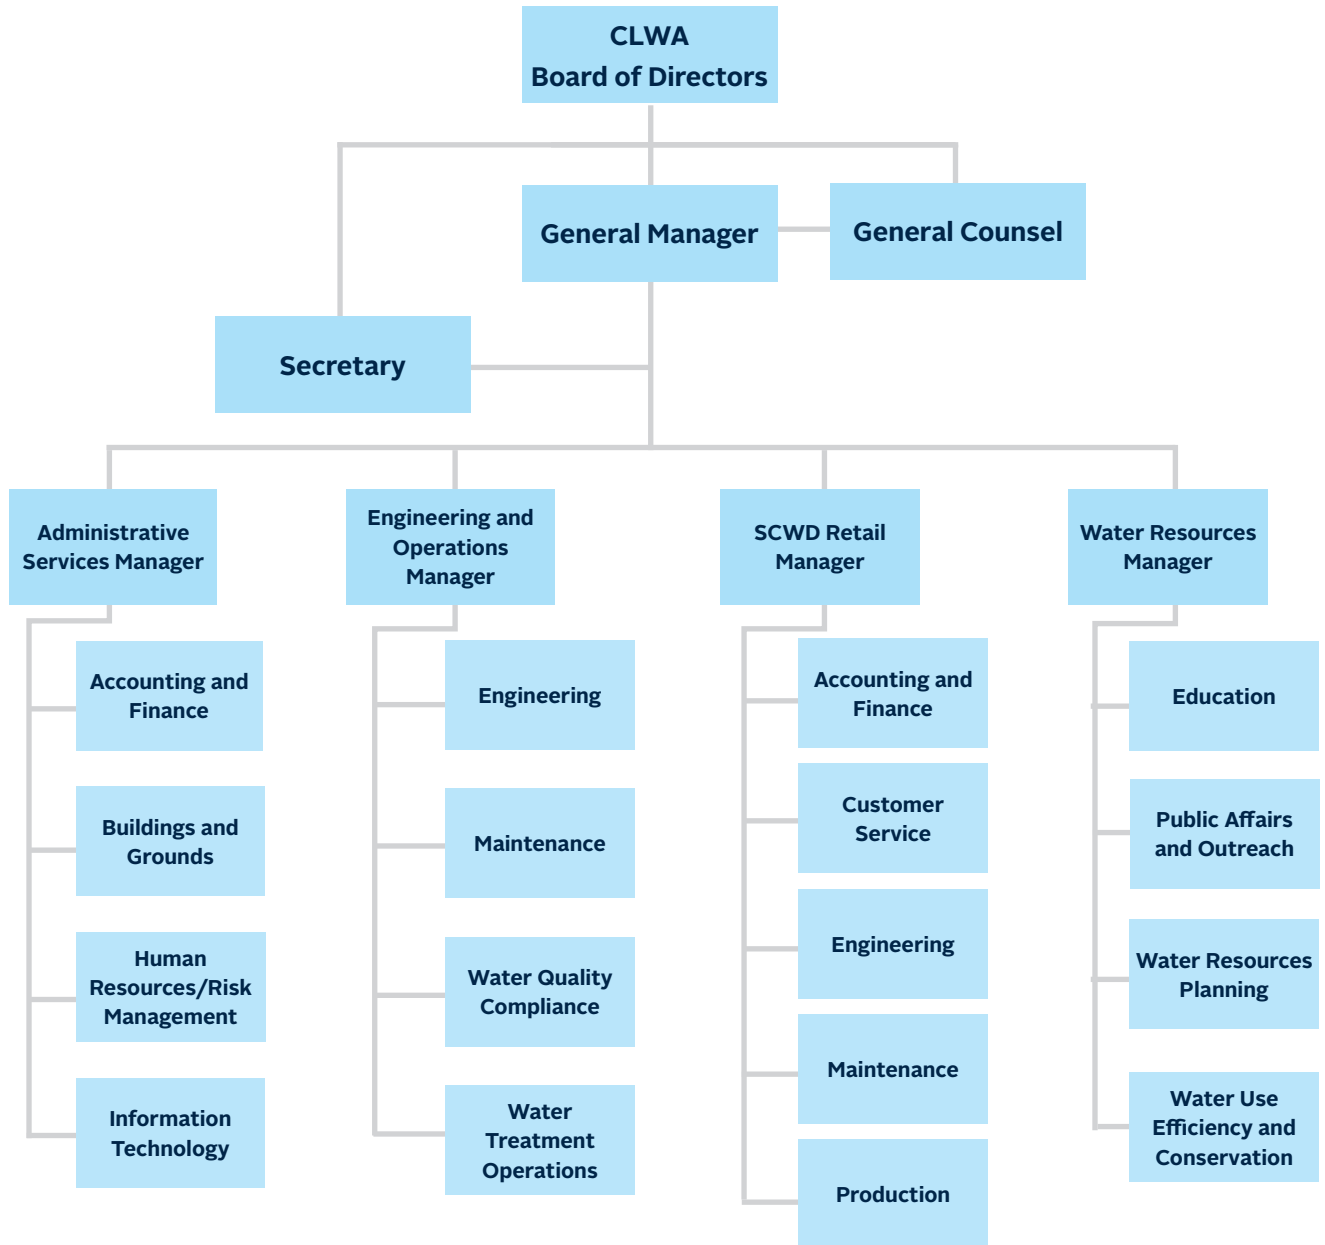 CLWA
Board of Directors
General Manager
General Counsel
Secretary
Administrative
Services Manager
Engineering and
Operations
Manager
SCWD Retail
Manager
Water Resources
Manager
Accounting and
Finance
Buildings and
Grounds
Human
Resources/Risk
Management
Information
Technology
Engineering
Maintenance
Water Quality
Compliance
Water
Treatment
Operations
Accounting and
Finance
Customer
Service
Engineering
Maintenance
Production
Education
Public Affairs
and Outreach
Water Resources
Planning
Water Use
Efficiency and
Conservation